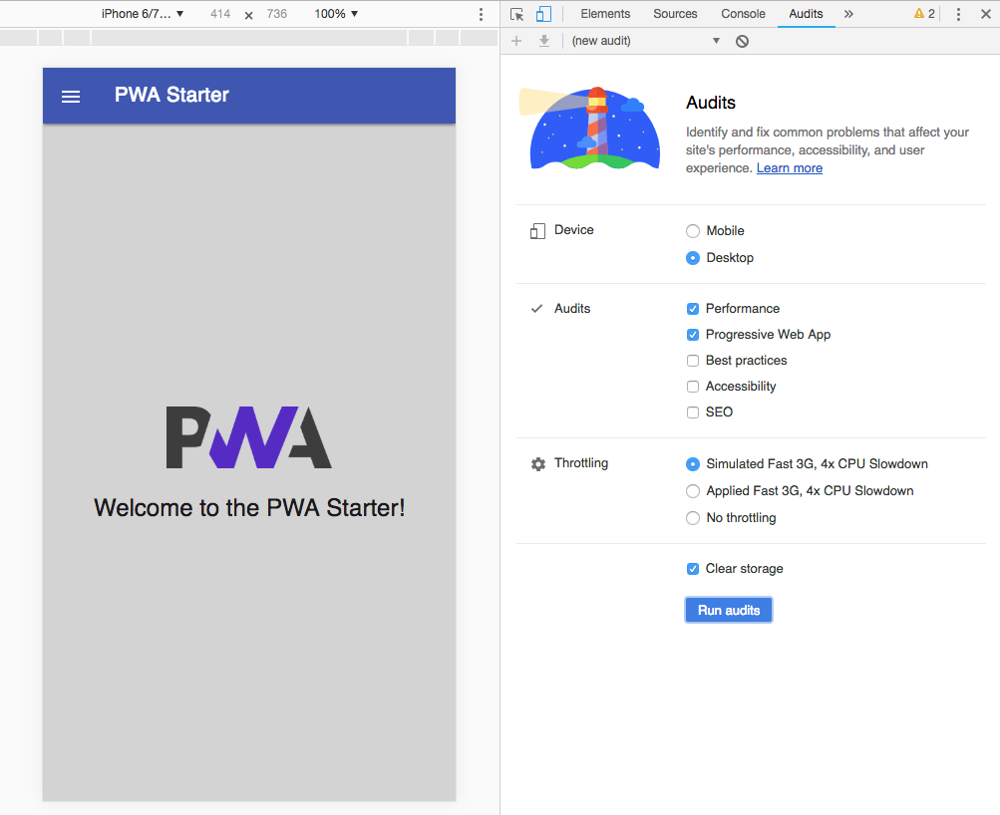 iPhone 6/7... 414 × 736 100%
Elements Sources Console Audits » 2
(new audit)
PWA Starter
PWA
Welcome to the PWA Starter!
Audits
Identify and fix common problems that affect your
site's performance, accessibility, and user
experience. Learn more
Device
Mobile
Desktop
Audits
Performance
Progressive Web App
Best practices
Accessibility
SEO
Throttling
Simulated Fast 3G, 4x CPU Slowdown
Applied Fast 3G, 4x CPU Slowdown
No throttling
Clear storage
Run audits